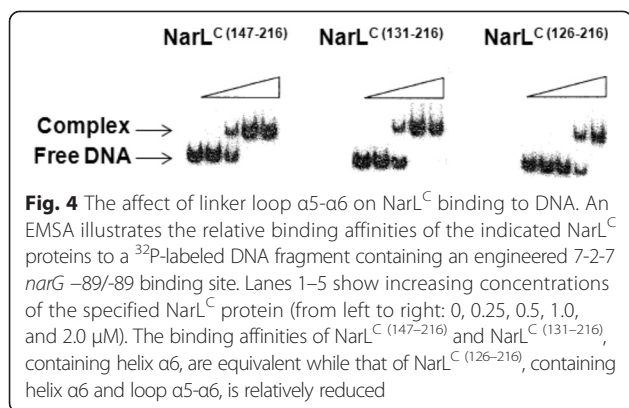 NarL^C (147-216) NarL^C (131-216) NarL^C (126-216)
Complex →
Free DNA →
Fig. 4 The affect of linker loop α5-α6 on NarL^C binding to DNA. An
EMSA illustrates the relative binding affinities of the indicated NarL^C
proteins to a ^32P-labeled DNA fragment containing an engineered 7-2-7
narG −89/-89 binding site. Lanes 1–5 show increasing concentrations
of the specified NarL^C protein (from left to right: 0, 0.25, 0.5, 1.0,
and 2.0 μM). The binding affinities of NarL^C (147–216) and NarL^C (131–216),
containing helix α6, are equivalent while that of NarL^C (126–216), containing
helix α6 and loop α5-α6, is relatively reduced